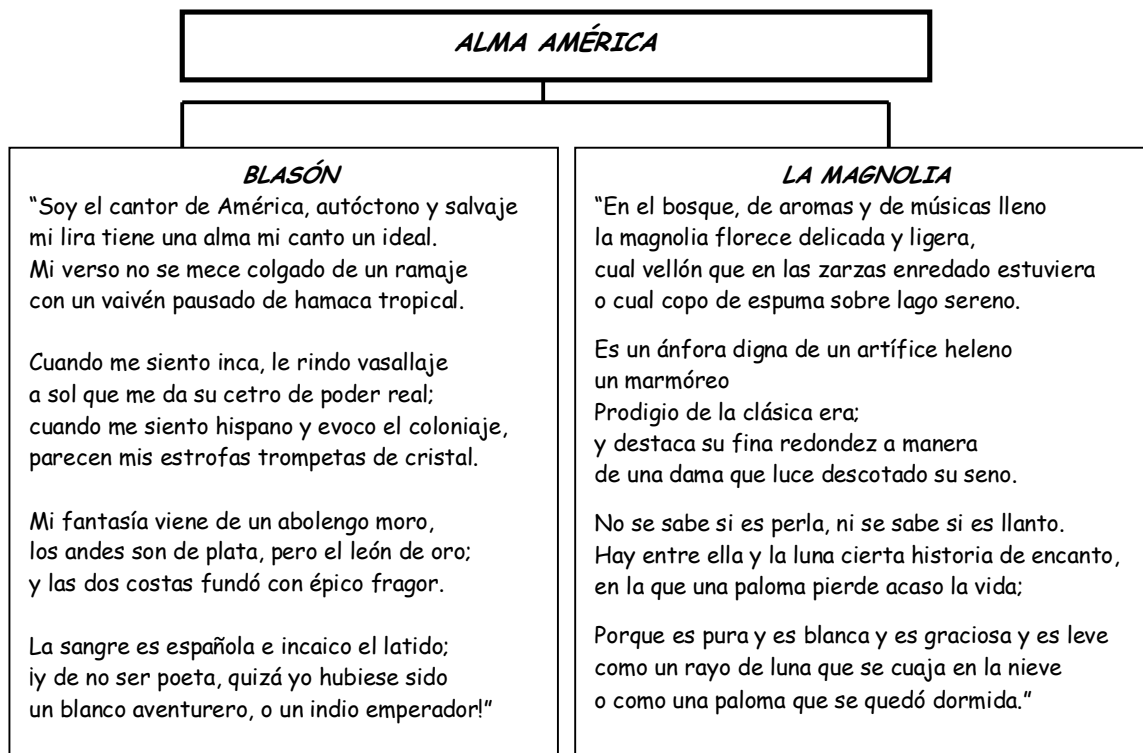 ALMA AMÉRICA
BLASÓN
“Soy el cantor de América, autóctono y salvaje
mi lira tiene una alma mi canto un ideal.
Mi verso no se mece colgado de un ramaje
con un vaivén pausado de hamaca tropical.
Cuando me siento inca, le rindo vasallaje
a sol que me da su cetro de poder real;
cuando me siento hispano y evoco el coloniaje,
parecen mis estrofas trompetas de cristal.
Mi fantasía viene de un abolengo moro,
los andes son de plata, pero el león de oro;
y las dos costas fundó con épico fragor.
La sangre es española e incaico el latido;
¡y de no ser poeta, quizá yo hubiese sido
un blanco aventurero, o un indio emperador!”
LA MAGNOLIA
“En el bosque, de aromas y de músicas lleno
la magnolia florece delicada y ligera,
cual vellón que en las zarzas enredado estuviera
o cual copo de espuma sobre lago sereno.
Es un ánfora digna de un artífice heleno
un marmóreo
Prodigio de la clásica era;
y destaca su fina redondez a manera
de una dama que luce descotado su seno.
No se sabe si es perla, ni se sabe si es llanto.
Hay entre ella y la luna cierta historia de encanto,
en la que una paloma pierde acaso la vida;
Porque es pura y es blanca y es graciosa y es leve
como un rayo de luna que se cuaja en la nieve
o como una paloma que se quedó dormida.”